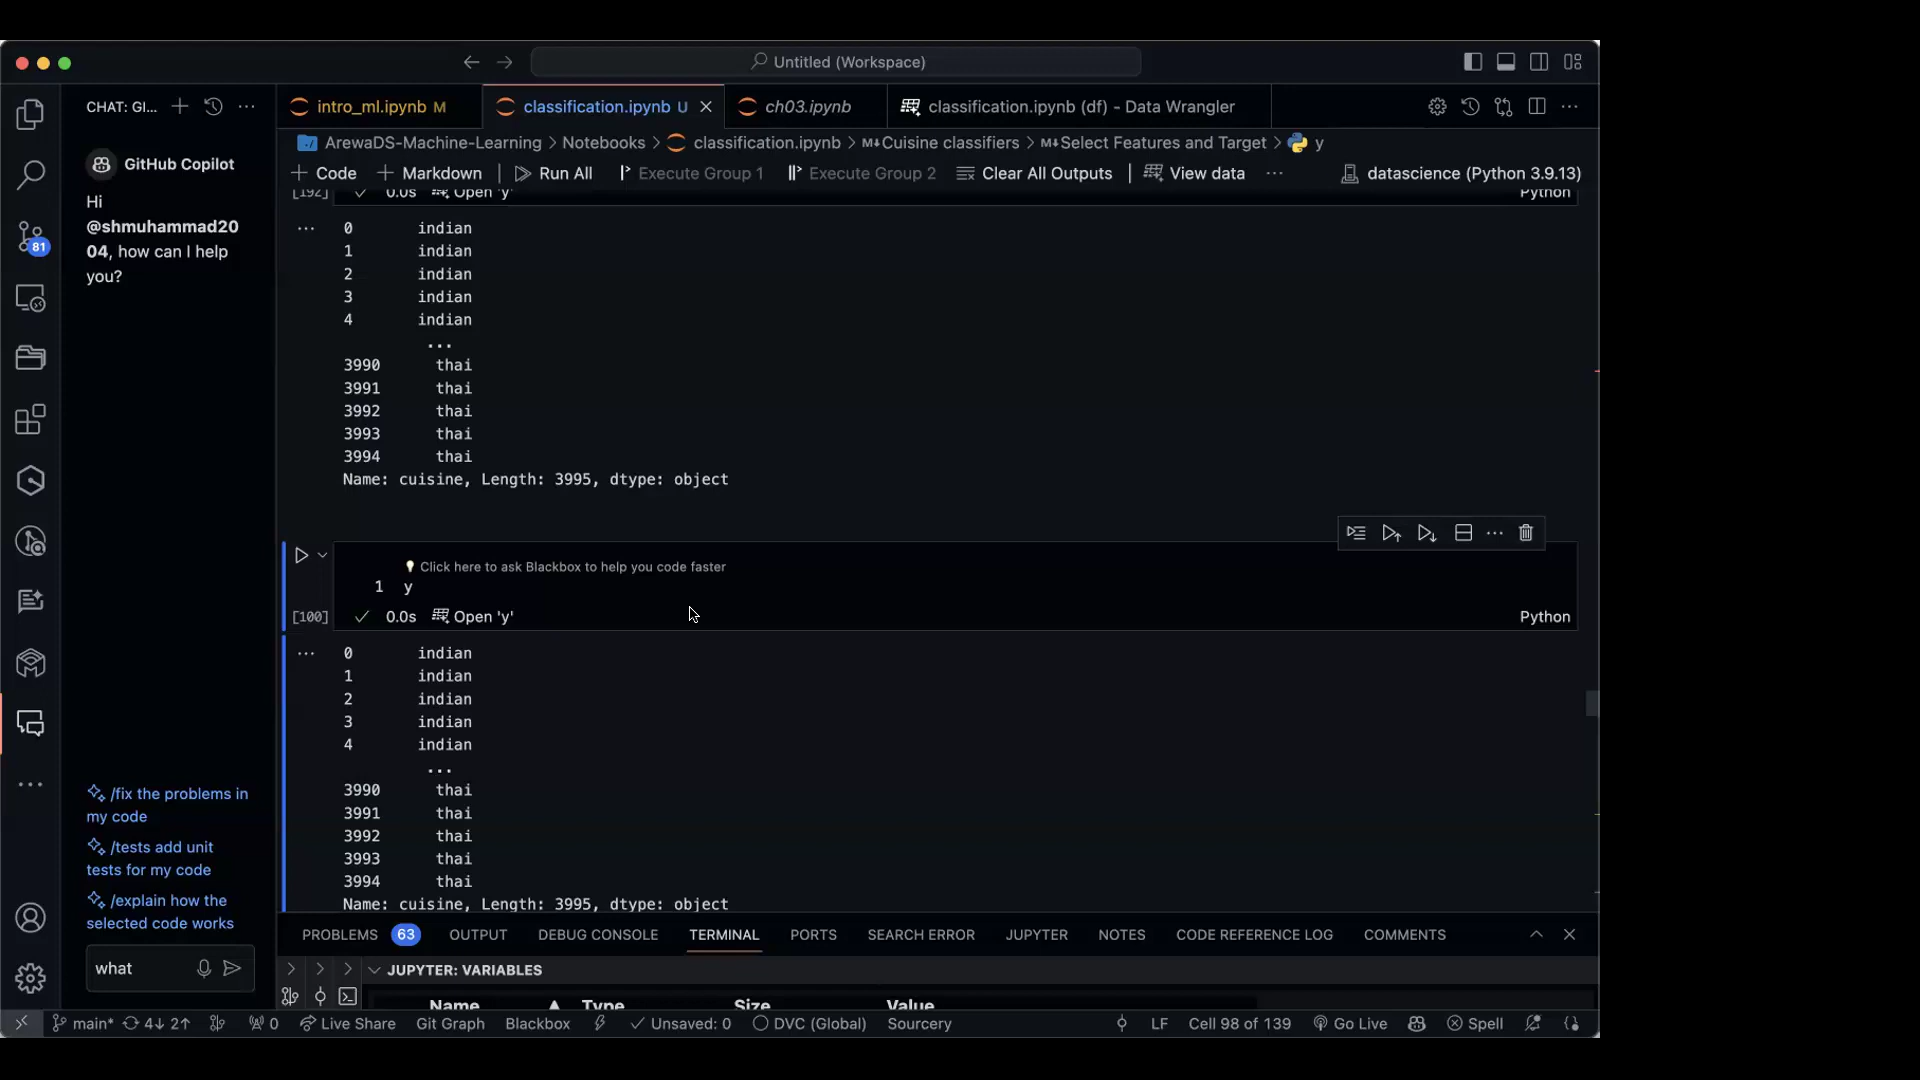 Untitled (Workspace)
CHAT: GI...
intro_ml.ipynb M
classification.ipynb U
ch03.ipynb
classification.ipynb (df) - Data Wrangler
ArewaDS-Machine-Learning > Notebooks > classification.ipynb > M↓Cuisine classifiers > M↓Select Features and Target > y
+ Code + Markdown | Run All Execute Group 1 Execute Group 2 Clear All Outputs | View data ... datascience (Python 3.9.13)
GitHub Copilot
Hi
@shmuhammad20
04, how can I help
you?
[192] ✓ 0.0s Open 'y' Python
0 indian
1 indian
2 indian
3 indian
4 indian
...
3990 thai
3991 thai
3992 thai
3993 thai
3994 thai
Name: cuisine, Length: 3995, dtype: object
Click here to ask Blackbox to help you code faster
1 y
[100] ✓ 0.0s Open 'y' Python
0 indian
1 indian
2 indian
3 indian
4 indian
...
3990 thai
3991 thai
3992 thai
3993 thai
3994 thai
Name: cuisine, Length: 3995, dtype: object
81
/fix the problems in
my code
/tests add unit
tests for my code
/explain how the
selected code works
what
PROBLEMS 63 OUTPUT DEBUG CONSOLE TERMINAL PORTS SEARCH ERROR JUPYTER NOTES CODE REFERENCE LOG COMMENTS
JUPYTER: VARIABLES
Name ▲ Type Size Value
main* 4↓ 2↑ 0 Live Share Git Graph Blackbox Unsaved: 0 DVC (Global) Sourcery LF Cell 98 of 139 Go Live Spell